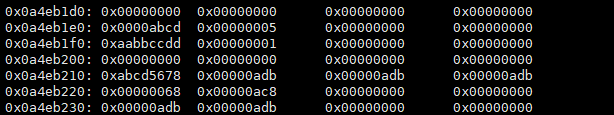 0x0a4eb1d0: 0x00000000 0x00000000 0x00000000 0x00000000
0x0a4eb1e0: 0x0000abcd 0x00000005 0x00000000 0x00000000
0x0a4eb1f0: 0xaabbccdd 0x00000001 0x00000000 0x00000000
0x0a4eb200: 0x00000000 0x00000000 0x00000000 0x00000000
0x0a4eb210: 0xabcd5678 0x00000adb 0x00000adb 0x00000adb
0x0a4eb220: 0x00000068 0x00000ac8 0x00000000 0x00000000
0x0a4eb230: 0x00000adb 0x00000adb 0x00000000 0x00000000